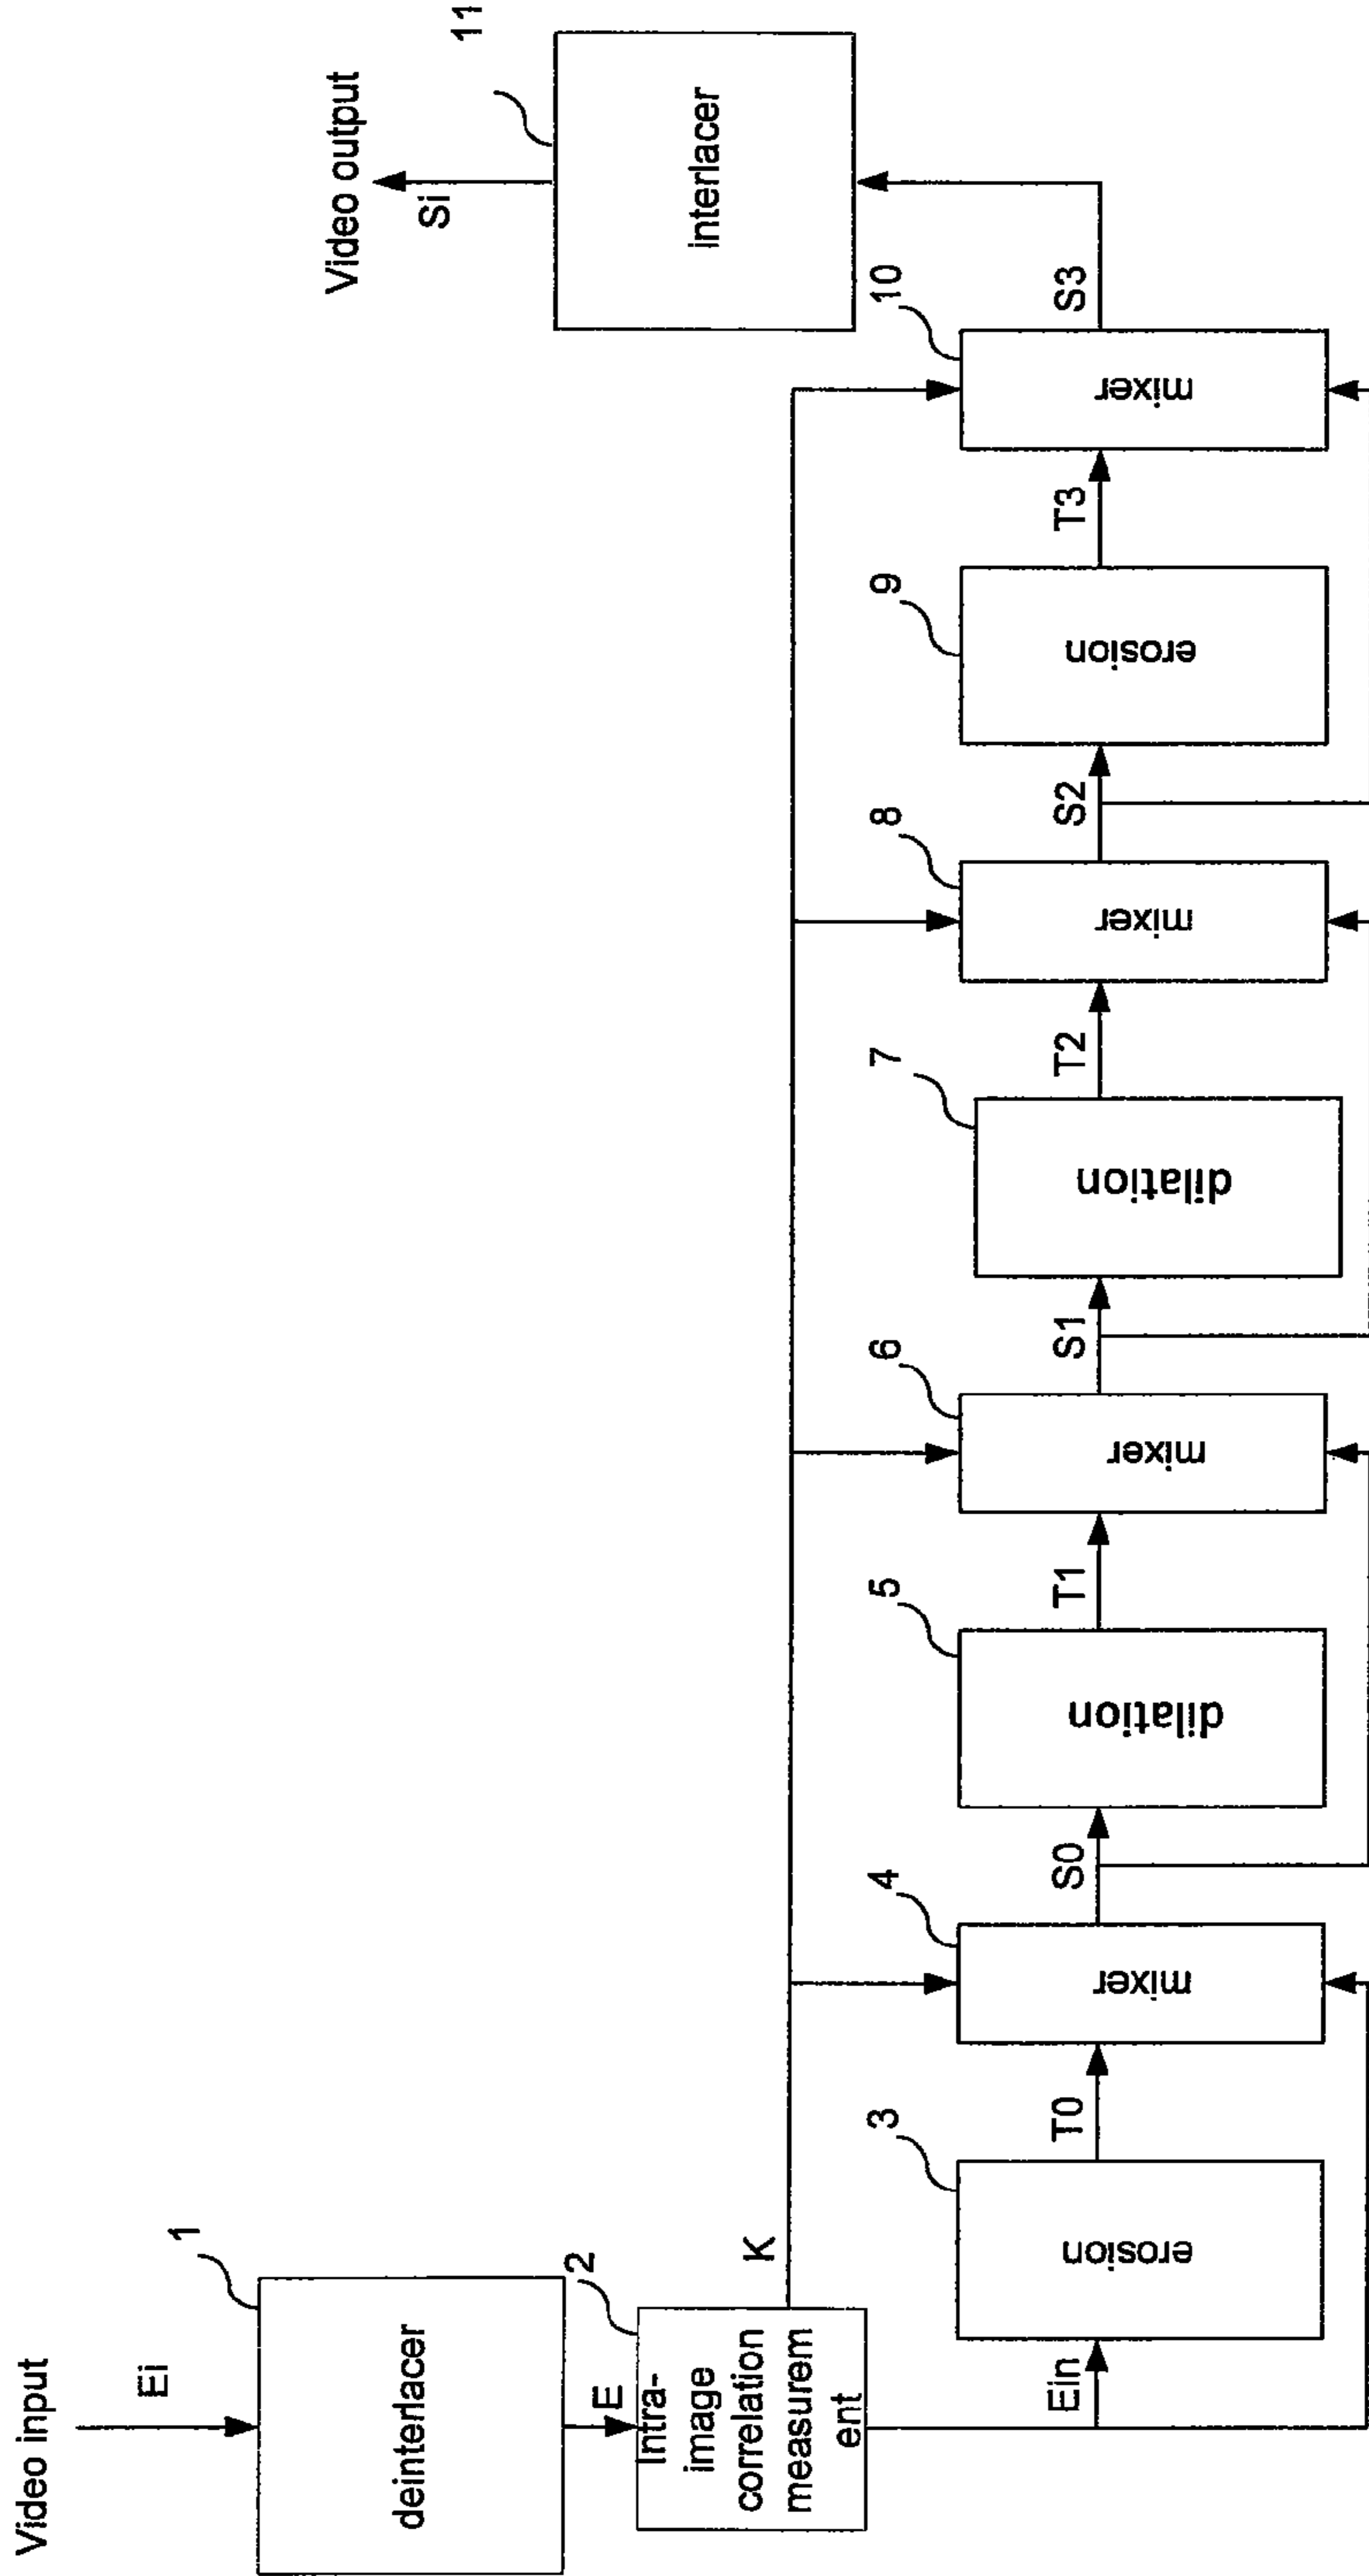 Video input
Ei
1
deinterlacer
E
2
Intra-
image
correlation
measurem
ent
K
Ein
3
erosion
T0
4
mixer
S0
5
dilation
T1
6
mixer
S1
7
dilation
T2
8
mixer
S2
9
erosion
T3
10
mixer
S3
11
interlacer
Si
Video output